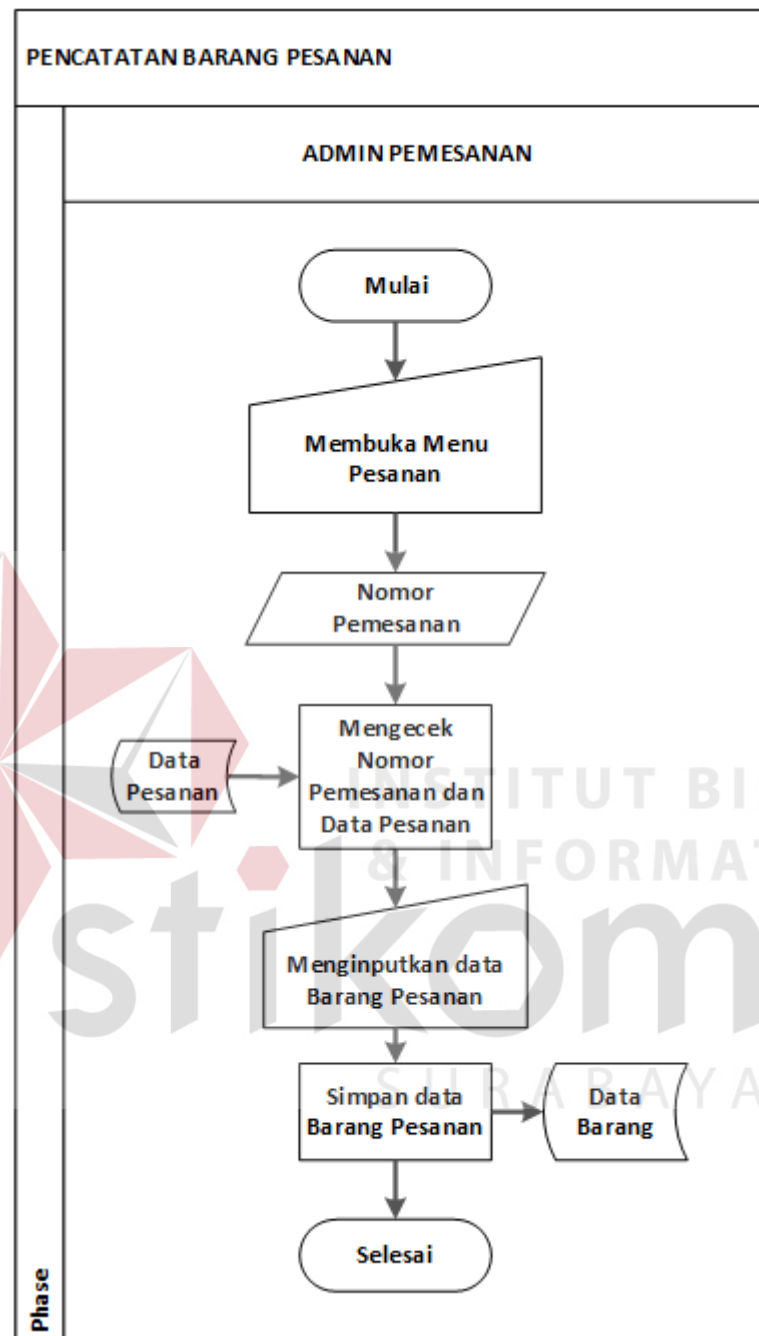 PENCATATAN BARANG PESANAN
ADMIN PEMESANAN
Mulai
Membuka Menu
Pesanan
Nomor
Pemesanan
Mengecek
Nomor
Pemesanan dan
Data Pesanan
Data
Pesanan
INSTITUT BI
& INFORMAT
stikom
SURABAYA
Menginputkan data
Barang Pesanan
Simpan data
Barang Pesanan
Data
Barang
Selesai
Phase